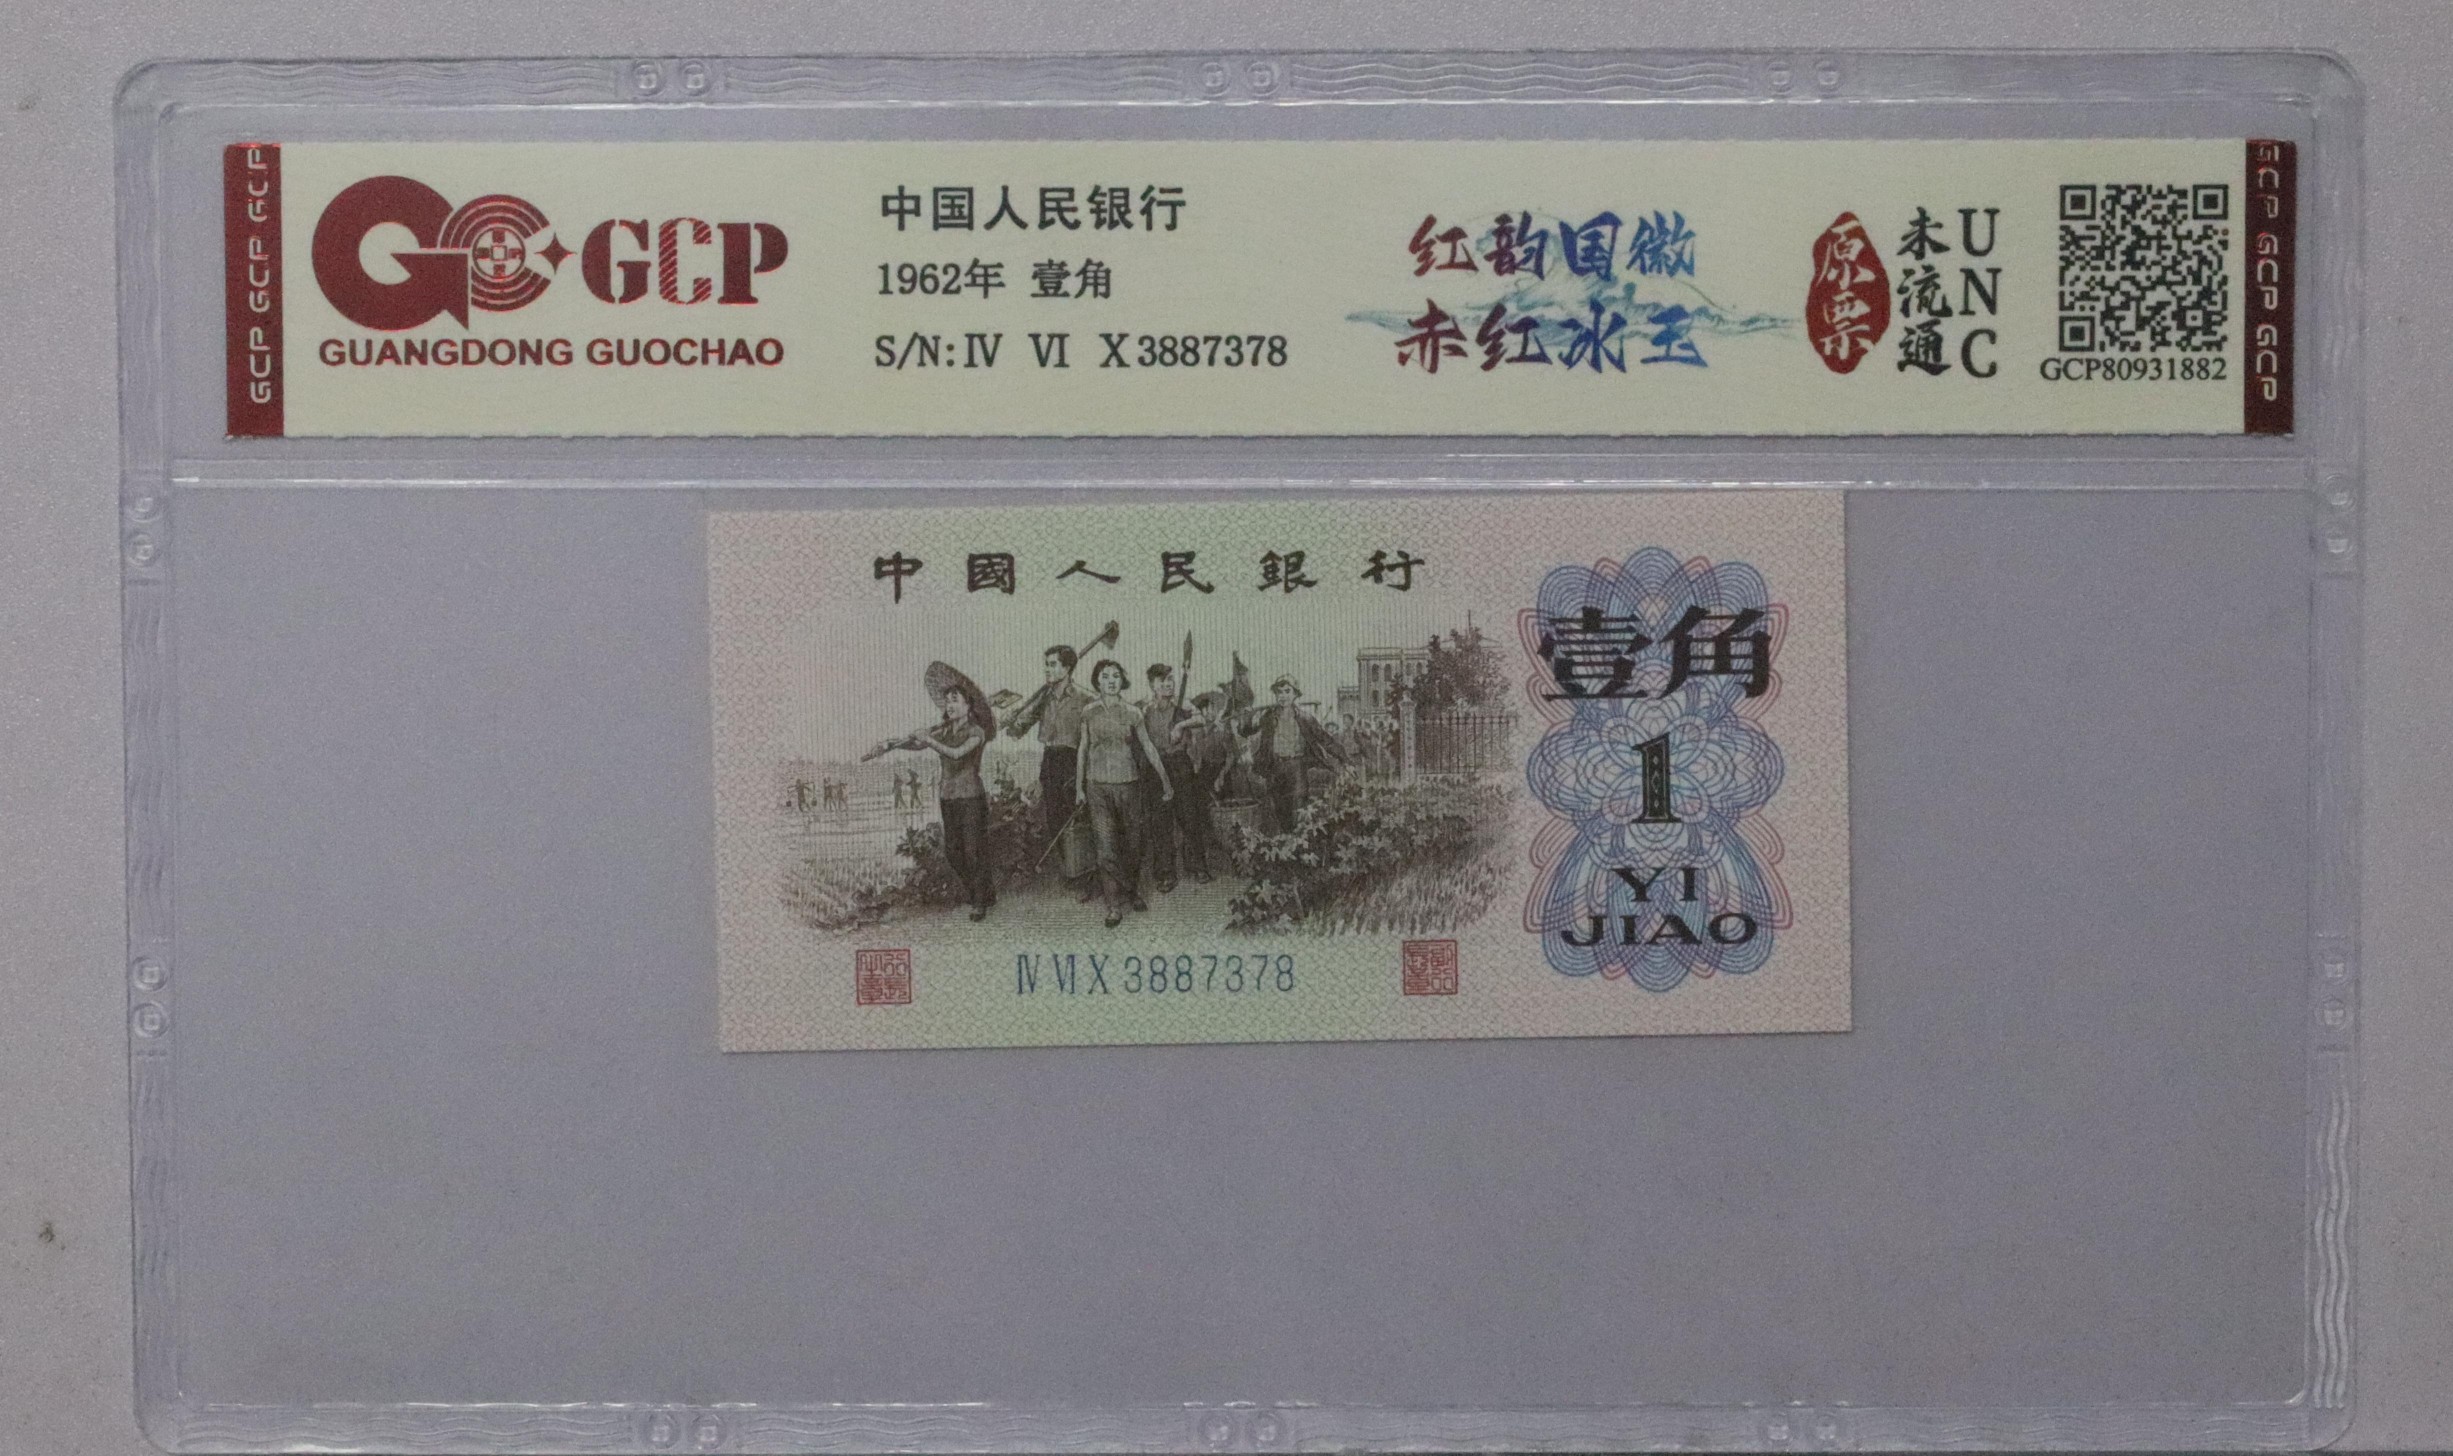 GCP GCP GCP
GCP
GUANGDONG GUOCHAO
中国人民银行
1962年 壹角
S/N: IV VI X 3887378
红韵国徽
赤红冰玉
原票
未流通
UNC
GCP80931882
GCP GCP GCP
中國人民銀行
壹角
1
YI
JIAO
IV VI X 3887378